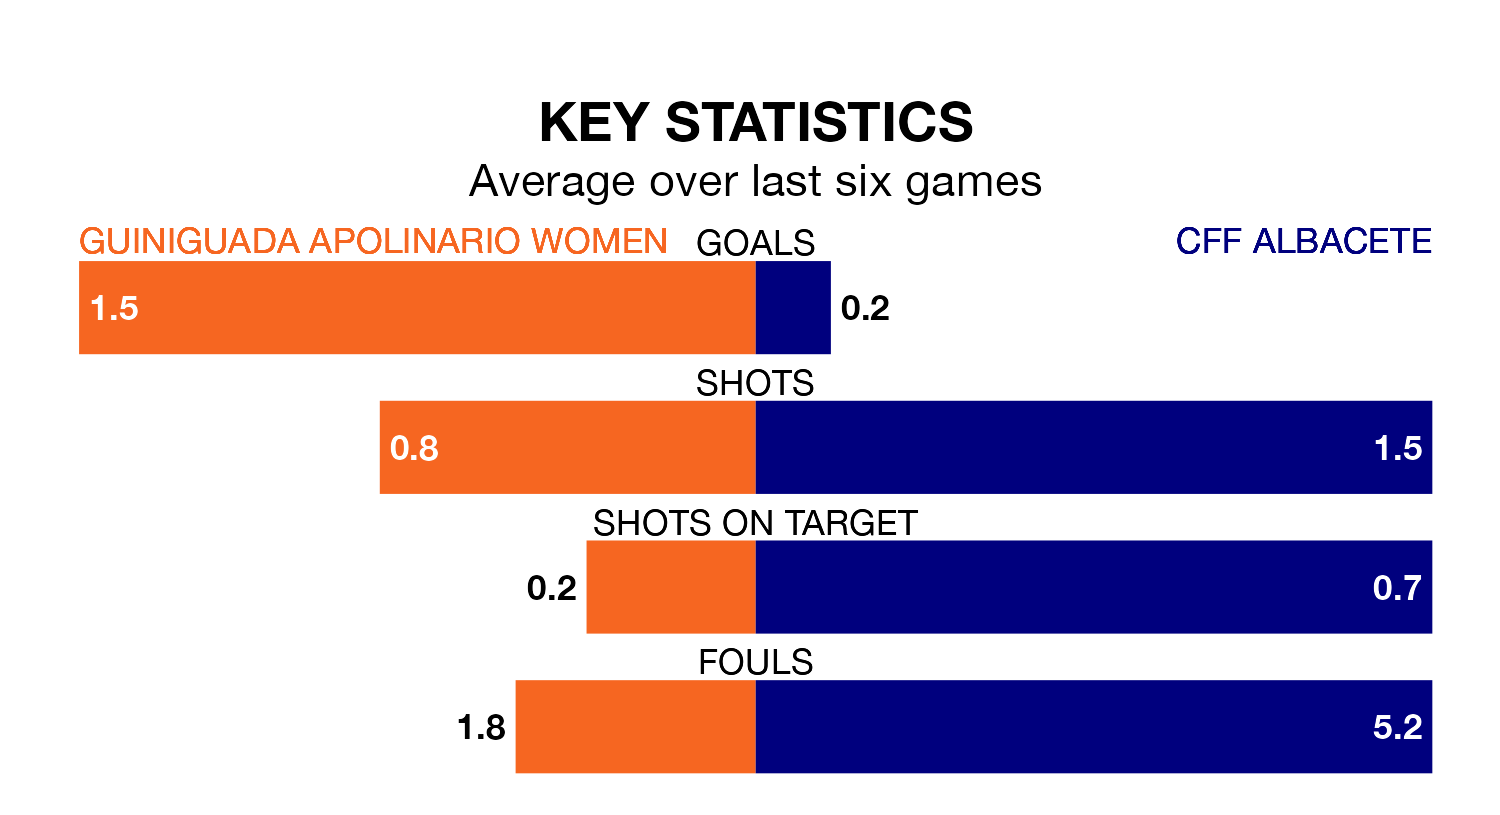 KEY STATISTICS
Average over last six games
GUINIGUADA APOLINARIO WOMEN GOALS CFF ALBACETE
1.5 0.2
SHOTS
0.8 1.5
SHOTS ON TARGET
0.2 0.7
FOULS
1.8 5.2